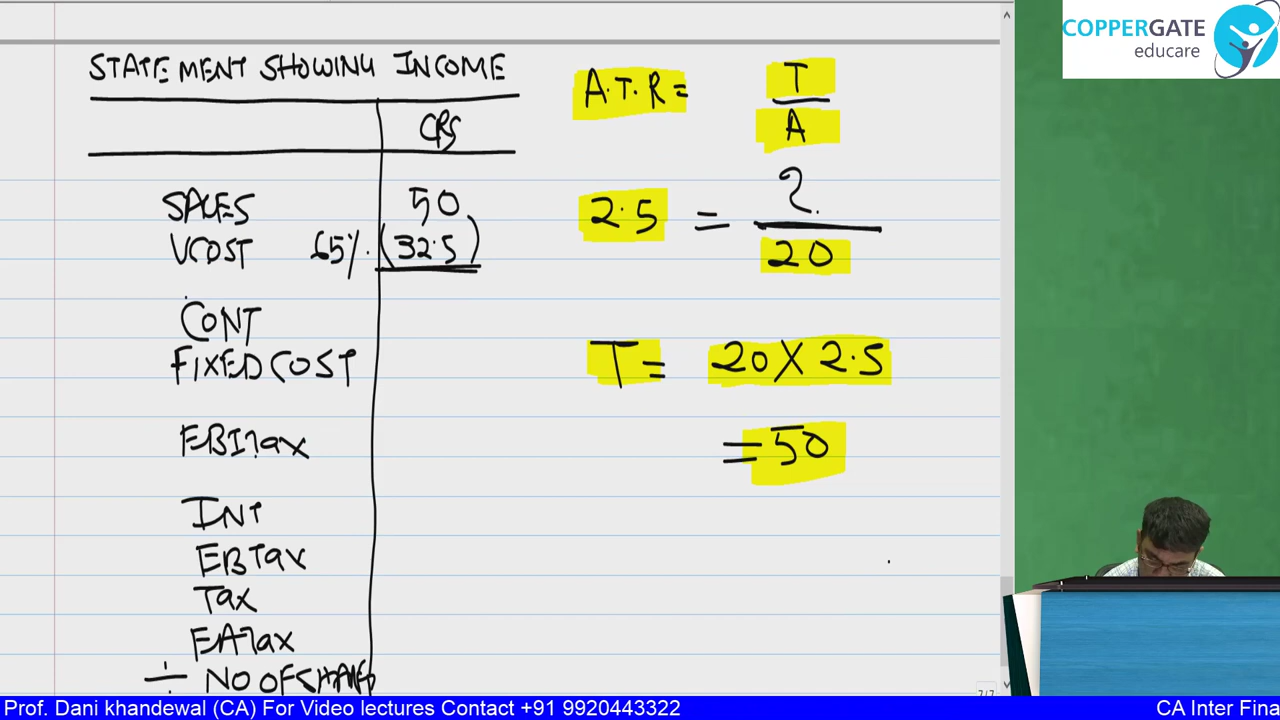 COPPERGATE
educare
STATEMENT SHOWING INCOME
CRS
SALES 50
VCOST 65% (32.5)
CONT
FIXED COST
EBITax
INT
EBTax
Tax
EATax
÷ NO OF SHARES
A.T.R = T / A
2.5 = ? / 20
T = 20 X 2.5
= 50
7/7
Prof. Dani khandewal (CA) For Video lectures Contact +91 9920443322
CA Inter Fina